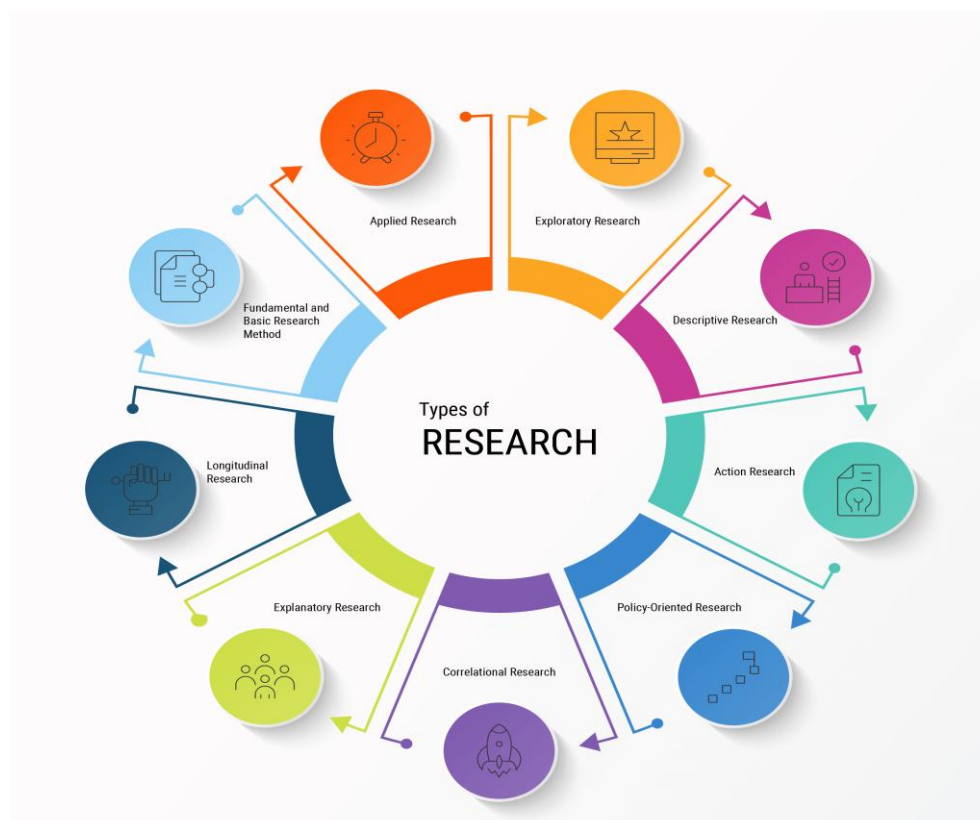 Types of
RESEARCH
Applied Research
Exploratory Research
Descriptive Research
Action Research
Policy-Oriented Research
Correlational Research
Explanatory Research
Longitudinal
Research
Fundamental and
Basic Research
Method